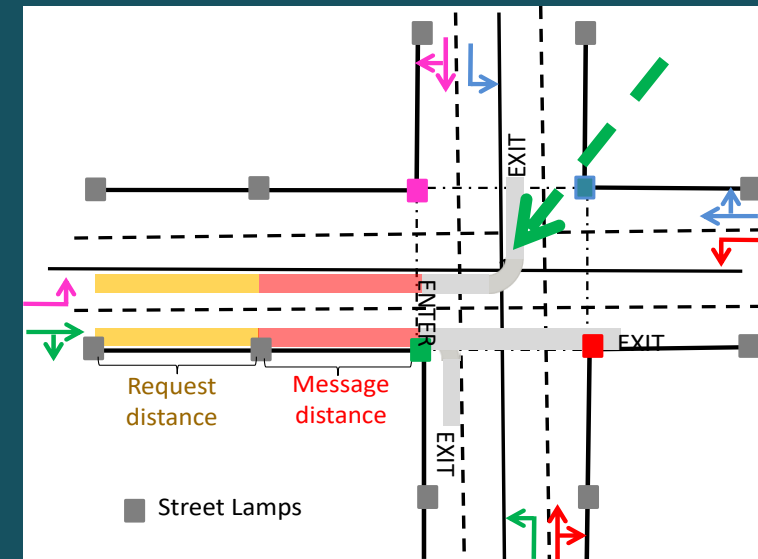 EXIT
ENTER
EXIT
Request
distance
Message
distance
EXIT
Street Lamps